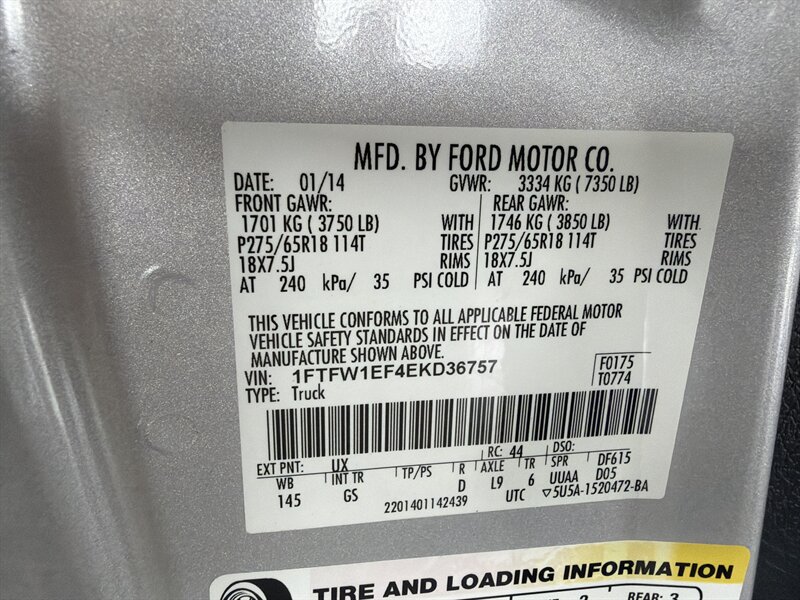 MFD. BY FORD MOTOR CO.
DATE: 01/14 GVWR: 3334 KG ( 7350 LB)
FRONT GAWR: REAR GAWR:
1701 KG ( 3750 LB) WITH 1746 KG ( 3850 LB) WITH
P275/65R18 114T TIRES P275/65R18 114T TIRES
18X7.5J RIMS 18X7.5J RIMS
AT 240 kPa/ 35 PSI COLD AT 240 kPa/ 35 PSI COLD
THIS VEHICLE CONFORMS TO ALL APPLICABLE FEDERAL MOTOR
VEHICLE SAFETY STANDARDS IN EFFECT ON THE DATE OF
MANUFACTURE SHOWN ABOVE.
VIN: 1FTFW1EF4EKD36757 F0175
TYPE: Truck T0774
EXT PNT: UX RC: 44 DSO:
WB INT TR TP/PS R AXLE TR SPR DF615
145 GS D L9 6 UUAA D05
2201401142439 UTC ▽5U5A-1520472-BA
TIRE AND LOADING INFORMATION
REAR: 3